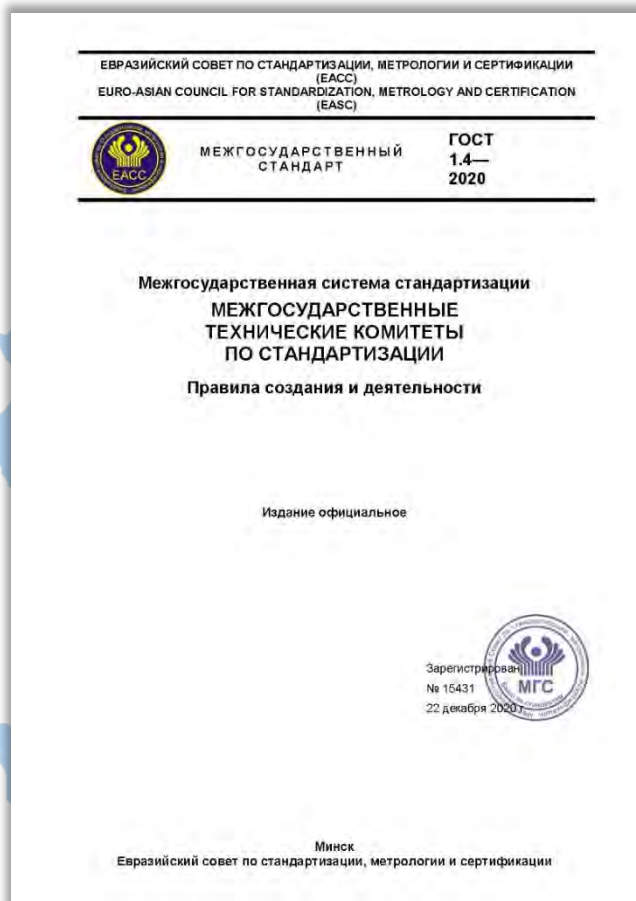 ЕВРАЗИЙСКИЙ СОВЕТ ПО СТАНДАРТИЗАЦИИ, МЕТРОЛОГИИ И СЕРТИФИКАЦИИ
(ЕАСС)
EURO-ASIAN COUNCIL FOR STANDARDIZATION, METROLOGY AND CERTIFICATION
(EASC)
ЕАСС
МЕЖГОСУДАРСТВЕННЫЙ
СТАНДАРТ
ГОСТ
1.4—
2020
Межгосударственная система стандартизации
МЕЖГОСУДАРСТВЕННЫЕ
ТЕХНИЧЕСКИЕ КОМИТЕТЫ
ПО СТАНДАРТИЗАЦИИ
Правила создания и деятельности
Издание официальное
Зарегистрирован
№ 15431
22 декабря 2020 г.
МГС
Минск
Евразийский совет по стандартизации, метрологии и сертификации